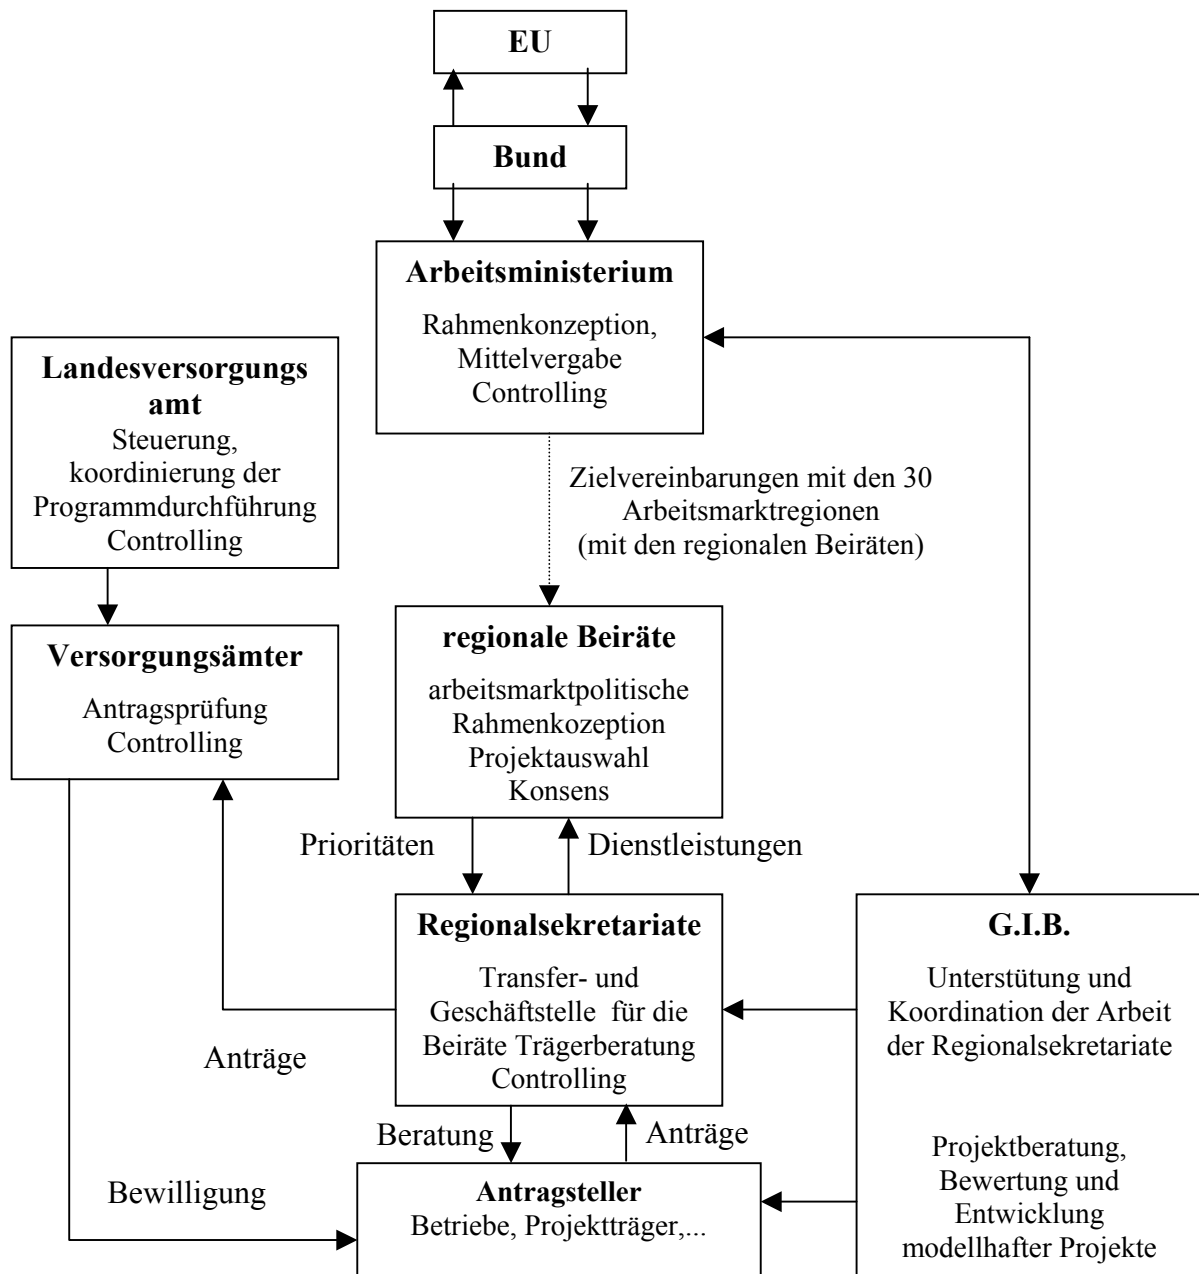 EU
Bund
Arbeitsministerium
Rahmenkonzeption,
Mittelvergabe
Controlling
Landesversorgungs
amt
Steuerung,
koordinierung der
Programmdurchführung
Controlling
Zielvereinbarungen mit den 30
Arbeitsmarktregionen
(mit den regionalen Beiräten)
Versorgungsämter
Antragsprüfung
Controlling
regionale Beiräte
arbeitsmarktpolitische
Rahmenkozeption
Projektauswahl
Konsens
Prioritäten
Dienstleistungen
Regionalsekretariate
Transfer- und
Geschäftstelle für die
Beiräte Trägerberatung
Controlling
G.I.B.
Unterstütung und
Koordination der Arbeit
der Regionalsekretariate
Projektberatung,
Bewertung und
Entwicklung
modellhafter Projekte
Anträge
Beratung
Anträge
Bewilligung
Antragsteller
Betriebe, Projektträger,...